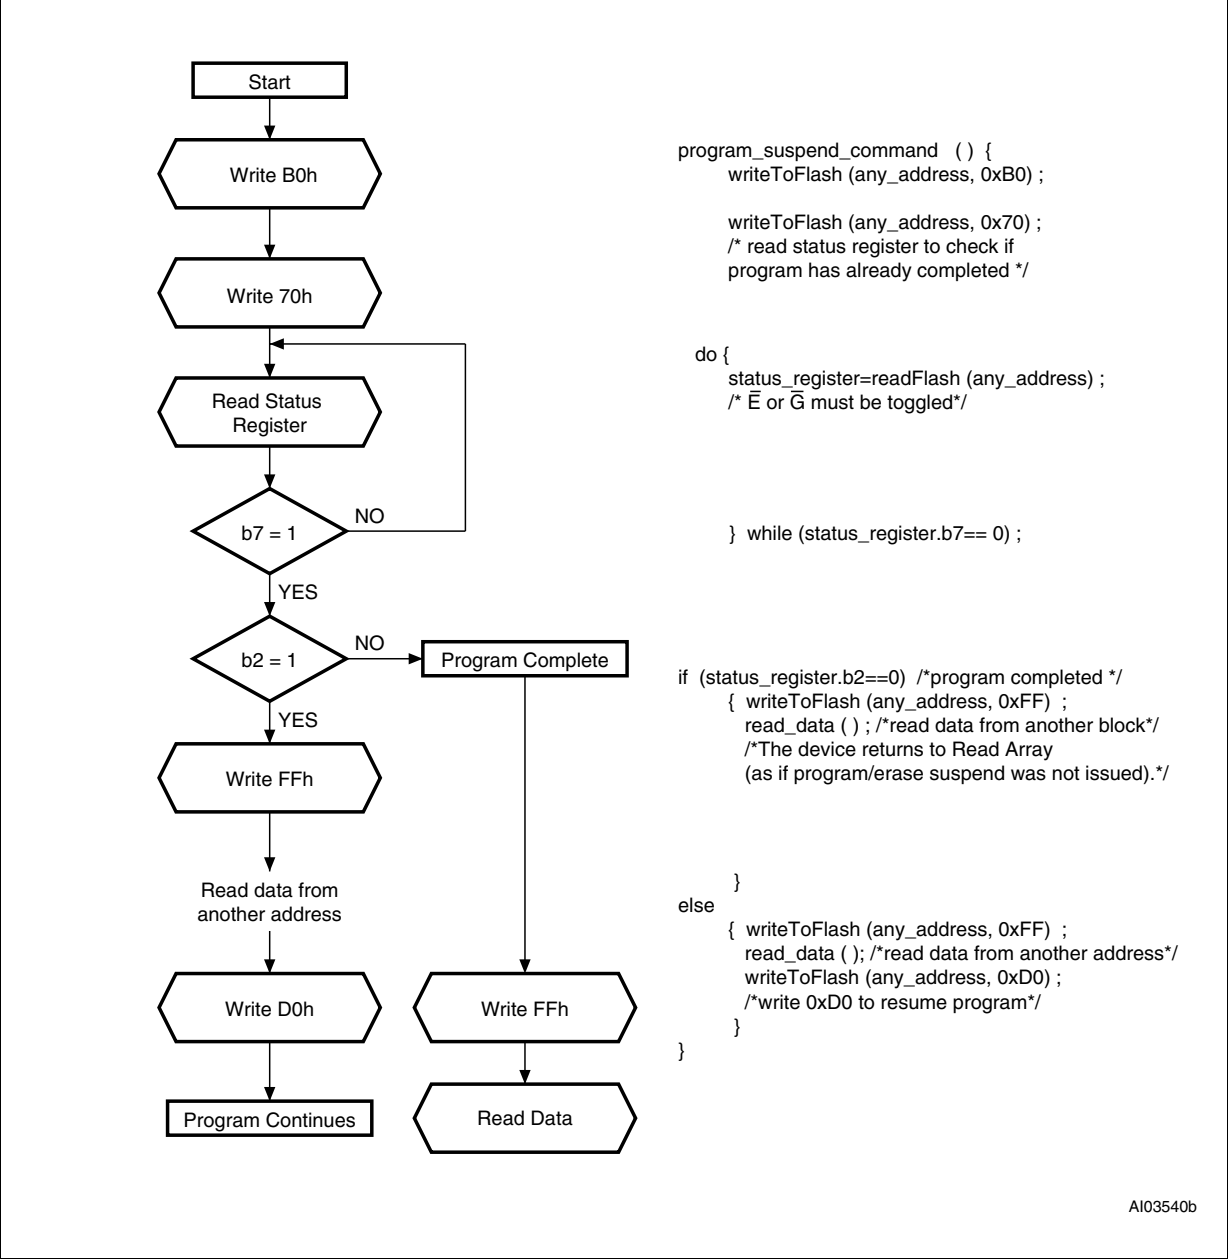 Start
Write B0h
Write 70h
Read Status
Register
b7 = 1
NO
YES
b2 = 1
NO
Program Complete
YES
Write FFh
Read data from
another address
Write D0h
Write FFh
Program Continues
Read Data
program_suspend_command ( ) {
writeToFlash (any_address, 0xB0) ;
writeToFlash (any_address, 0x70) ;
/* read status register to check if
program has already completed */
do {
status_register=readFlash (any_address) ;
/* E̅ or G̅ must be toggled*/
} while (status_register.b7== 0) ;
if (status_register.b2==0) /*program completed */
{ writeToFlash (any_address, 0xFF) ;
read_data ( ) ; /*read data from another block*/
/*The device returns to Read Array
(as if program/erase suspend was not issued).*/
}
else
{ writeToFlash (any_address, 0xFF) ;
read_data ( ); /*read data from another address*/
writeToFlash (any_address, 0xD0) ;
/*write 0xD0 to resume program*/
}
}
AI03540b